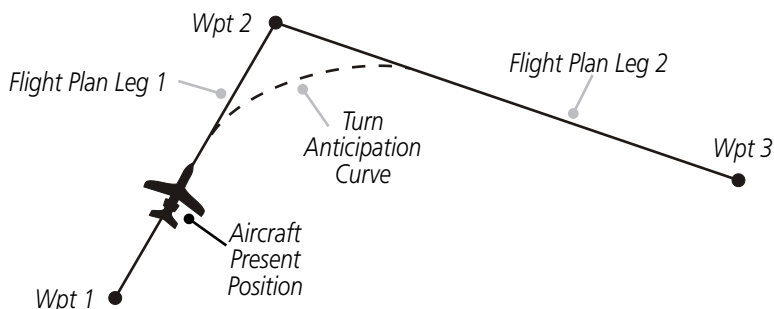 Wpt 2
Flight Plan Leg 1
Flight Plan Leg 2
Turn
Anticipation
Curve
Wpt 3
Aircraft
Present
Position
Wpt 1